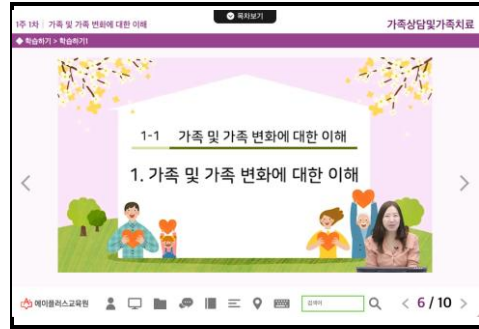 목차보기
1주 1차 | 가족 및 가족 변화에 대한 이해
가족상담및가족치료
◆ 학습하기 > 학습하기1
1-1 가족 및 가족 변화에 대한 이해
1. 가족 및 가족 변화에 대한 이해
에이플러스교육원
검색어
< 6 / 10 >